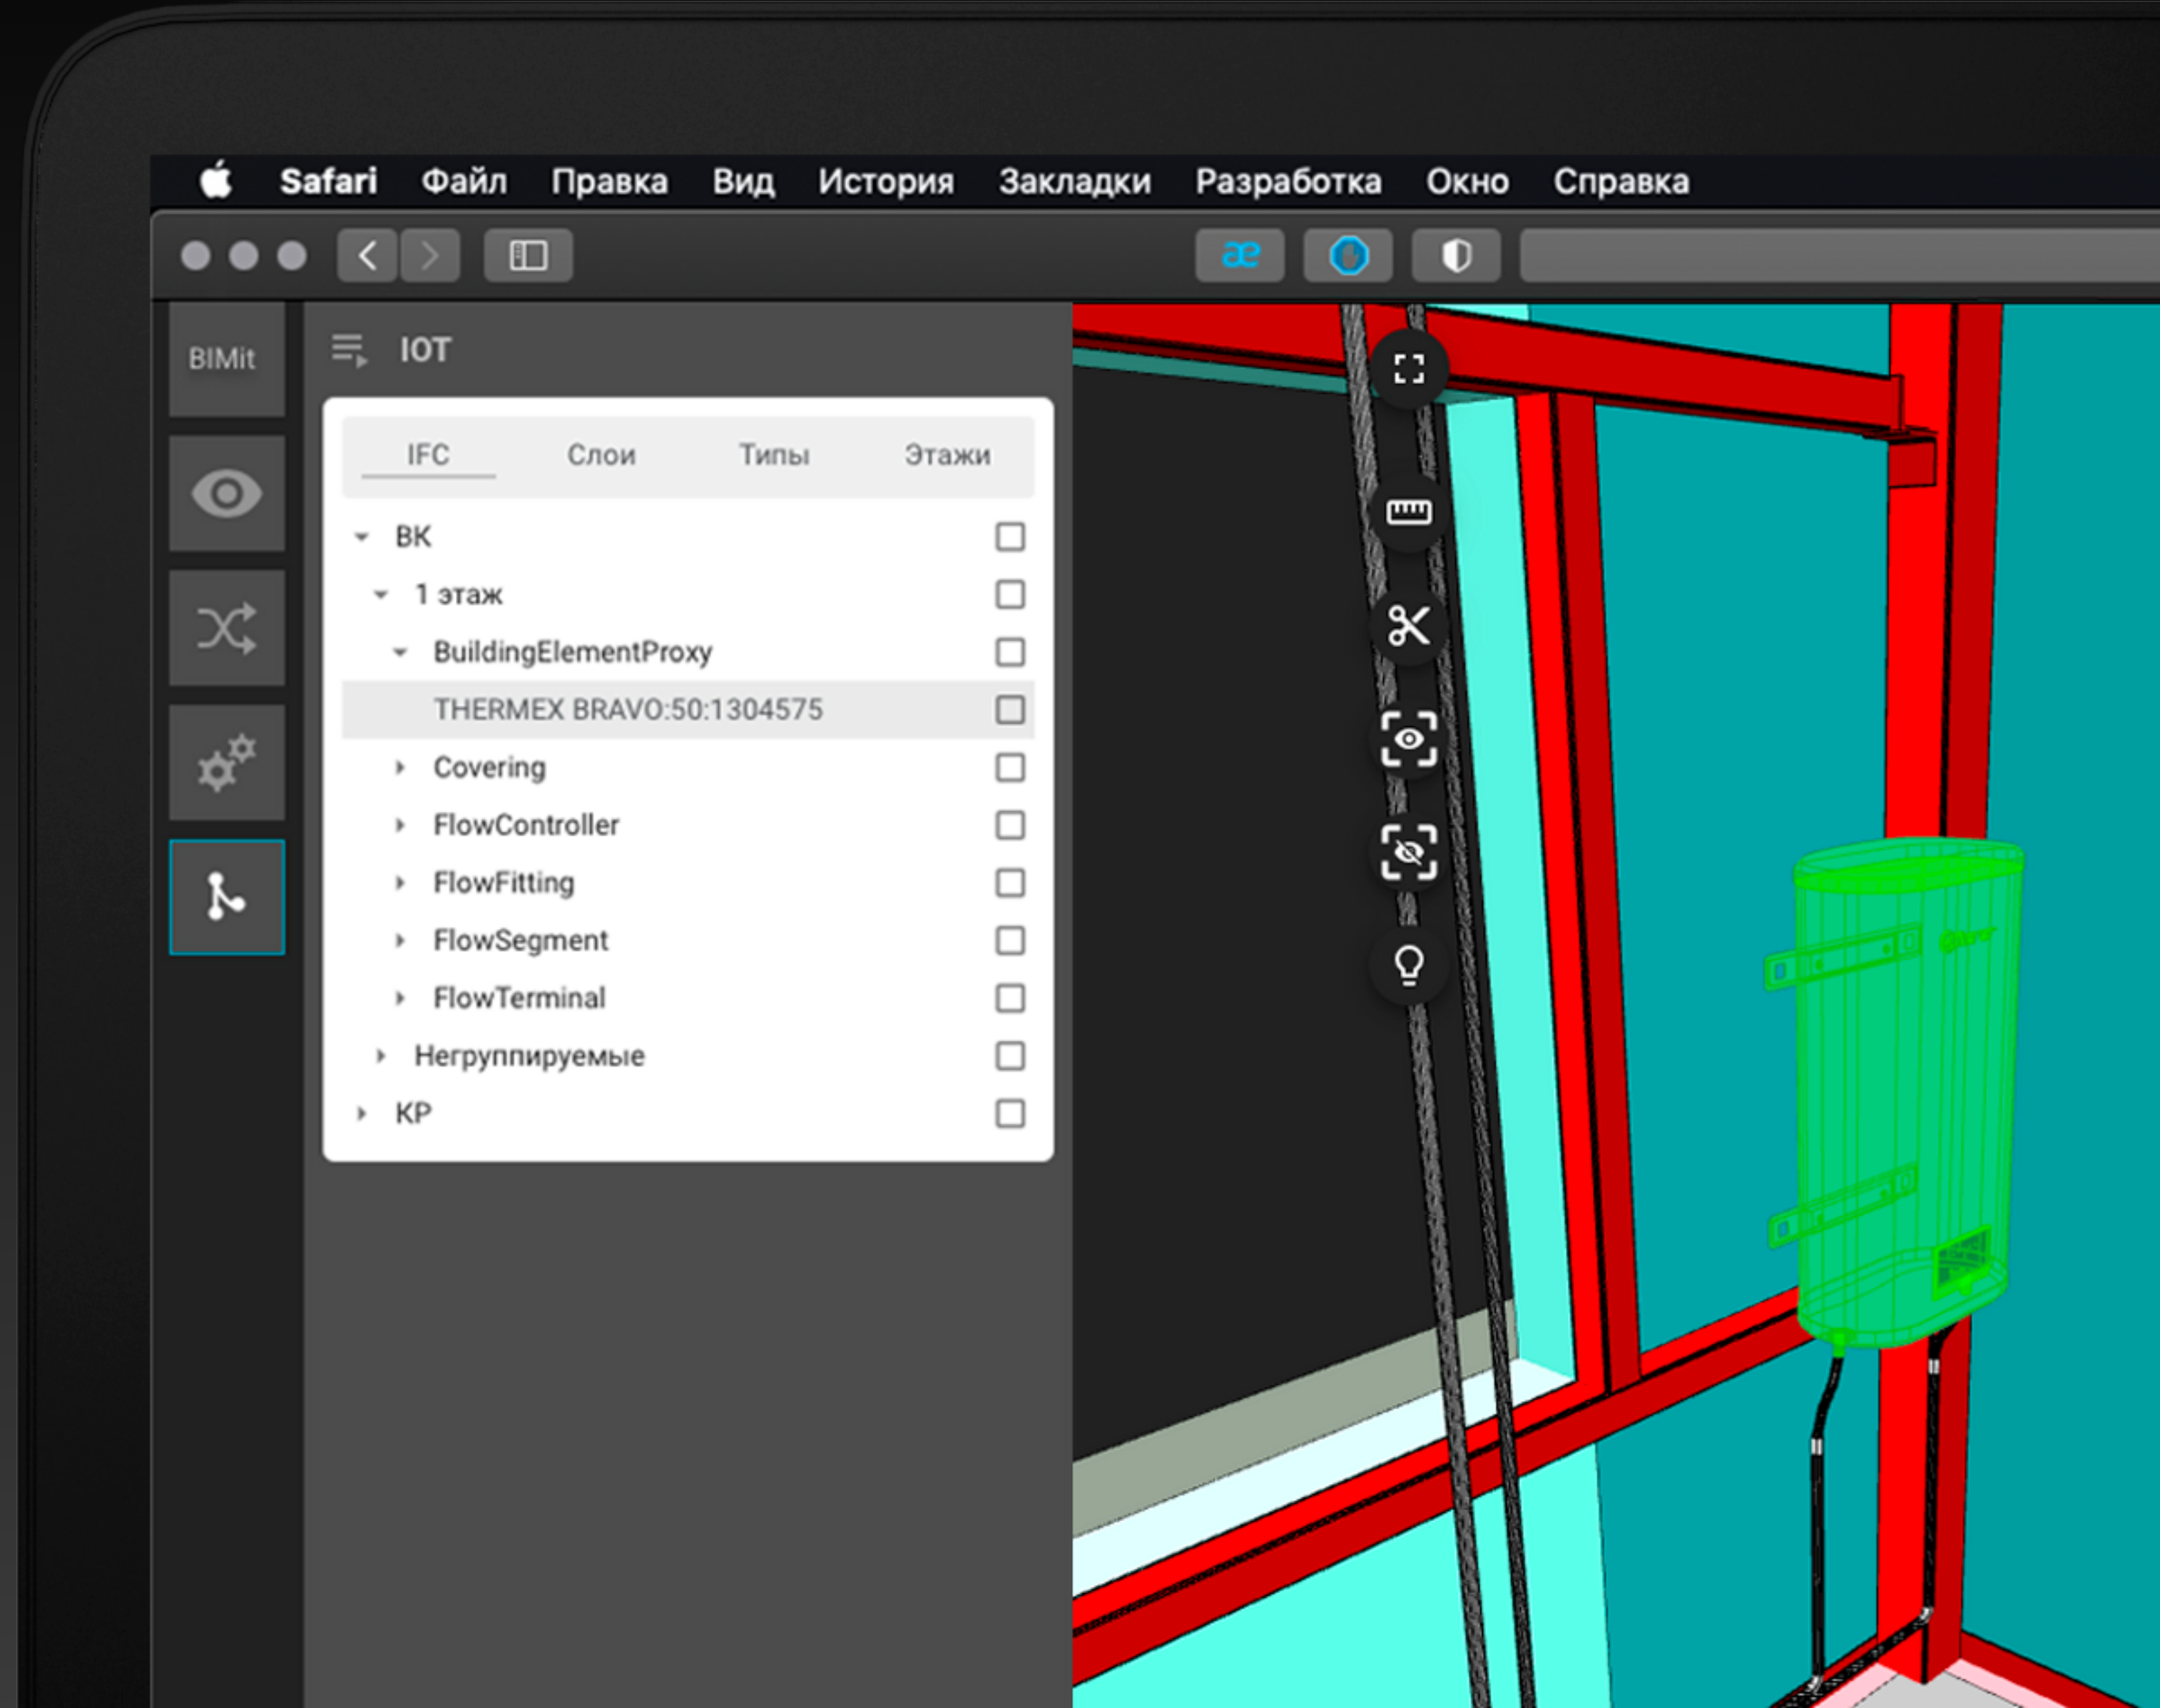 Safari Файл Правка Вид История Закладки Разработка Окно Справка
æ
BIMit
IOT
IFC Слои Типы Этажи
ВК
1 этаж
BuildingElementProxy
THERMEX BRAVO:50:1304575
Covering
FlowController
FlowFitting
FlowSegment
FlowTerminal
Негруппируемые
КР